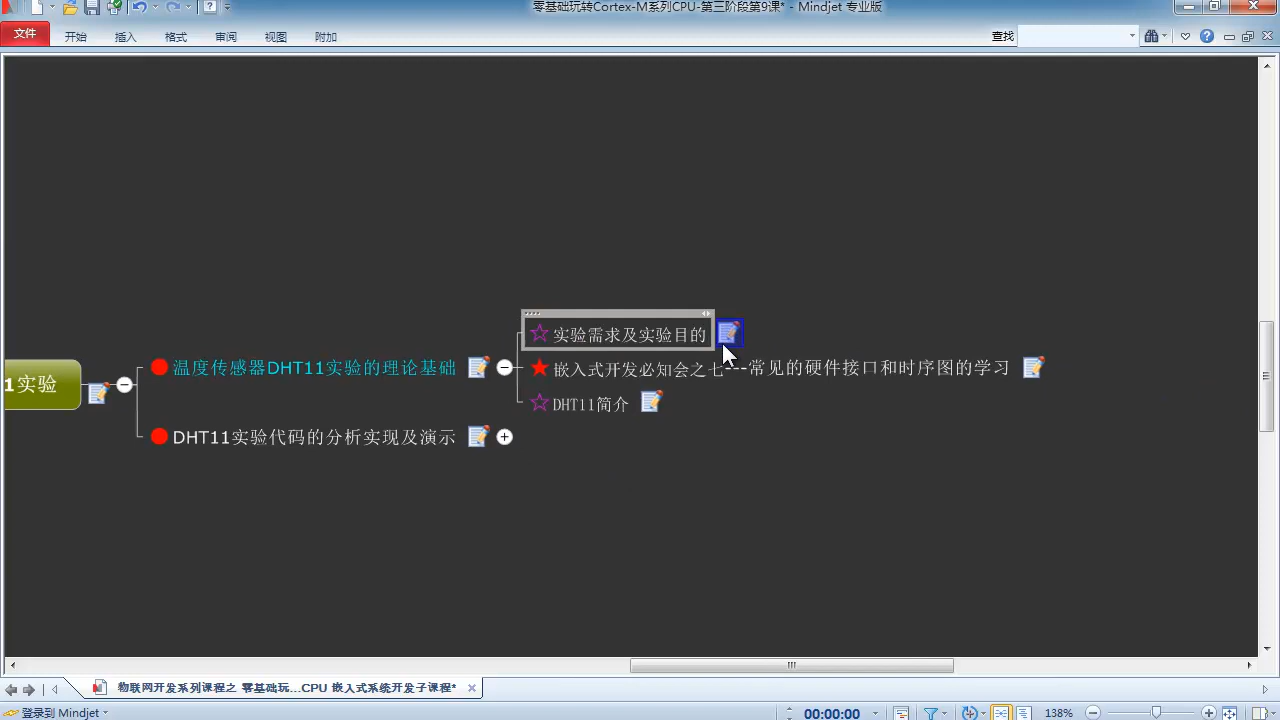 零基础玩转Cortex-M系列CPU-第三阶段第9课* - Mindjet 专业版
文件 开始 插入 格式 审阅 视图 附加 查找
实验需求及实验目的
温度传感器DHT11实验的理论基础
嵌入式开发必知会之七---常见的硬件接口和时序图的学习
1实验
DHT11简介
DHT11实验代码的分析实现及演示
物联网开发系列课程之 零基础玩...CPU 嵌入式系统开发子课程*
登录到 Mindjet 00:00:00 138%